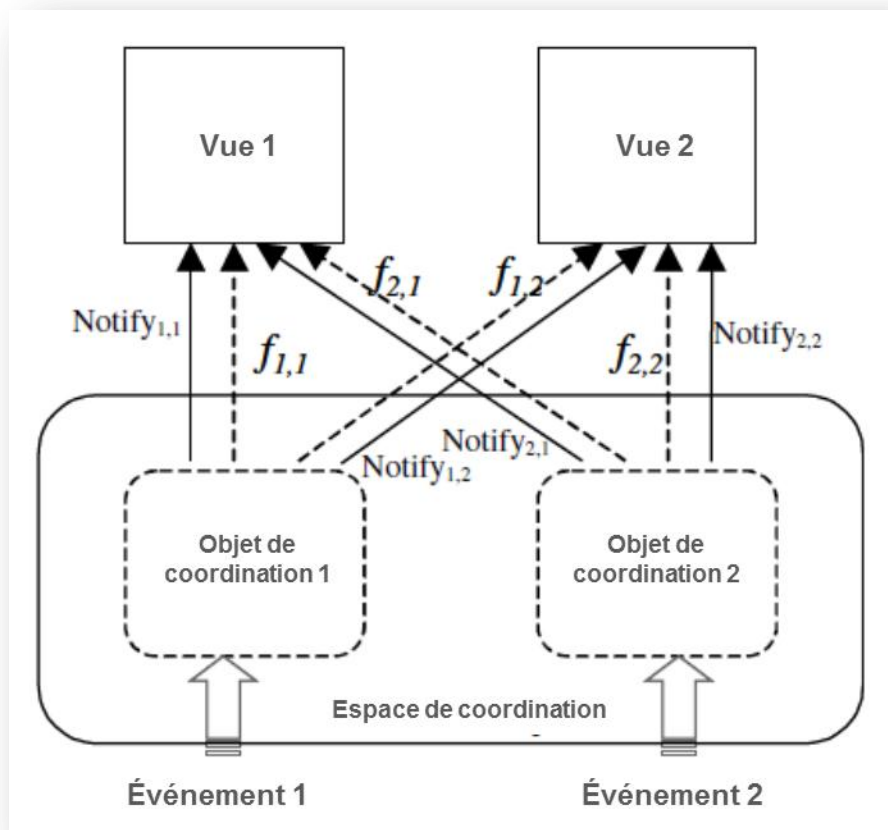 Vue 1
Vue 2
f2,1
f1,2
Notify1,1
Notify2,2
f1,1
f2,2
Notify2,1
Notify1,2
Objet de
coordination 1
Objet de
coordination 2
Espace de coordination
Événement 1
Événement 2